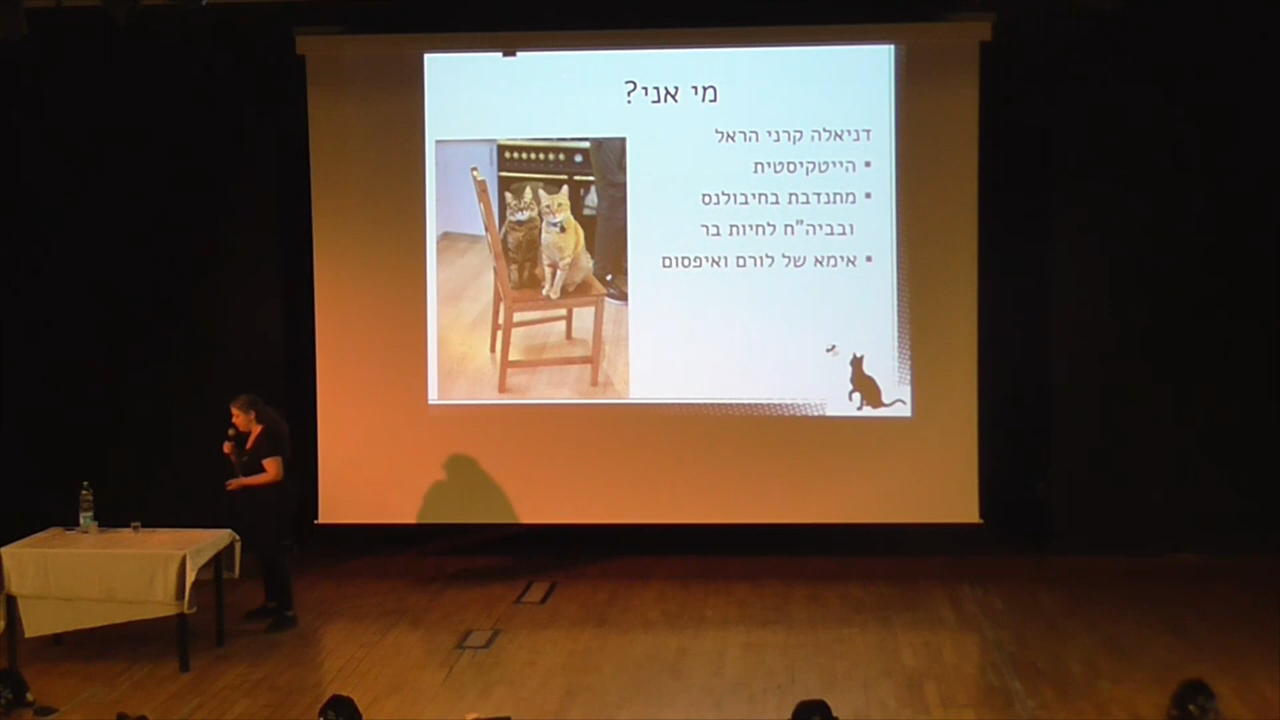 מי אני?
דניאלה קרני הראל
▪ הייטקיסטית
▪ מתנדבת בחיבולנס
ובביה"ח לחיות בר
▪ אימא של לורם ואיפסום